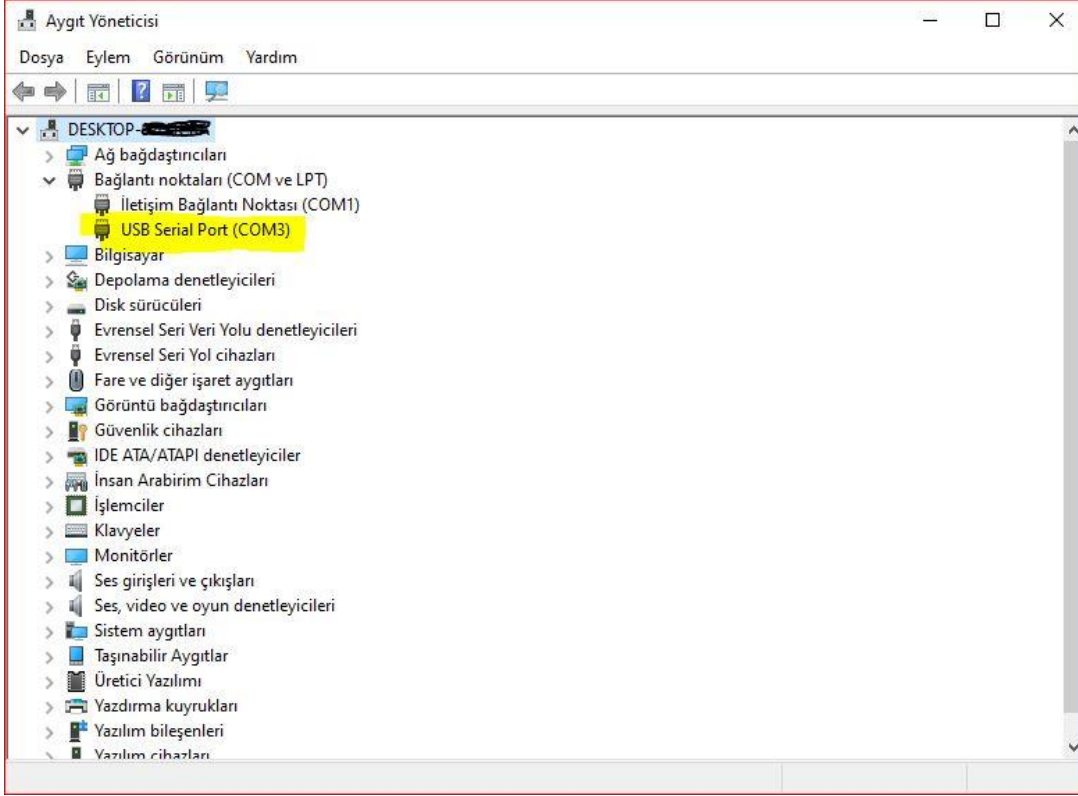 Aygıt Yöneticisi
Dosya Eylem Görünüm Yardım
DESKTOP-
Ağ bağdaştırıcıları
Bağlantı noktaları (COM ve LPT)
İletişim Bağlantı Noktası (COM1)
USB Serial Port (COM3)
Bilgisayar
Depolama denetleyicileri
Disk sürücüleri
Evrensel Seri Veri Yolu denetleyicileri
Evrensel Seri Yol cihazları
Fare ve diğer işaret aygıtları
Görüntü bağdaştırıcıları
Güvenlik cihazları
IDE ATA/ATAPI denetleyiciler
İnsan Arabirim Cihazları
İşlemciler
Klavyeler
Monitörler
Ses girişleri ve çıkışları
Ses, video ve oyun denetleyicileri
Sistem aygıtları
Taşınabilir Aygıtlar
Üretici Yazılımı
Yazdırma kuyrukları
Yazılım bileşenleri
Yazılım cihazları